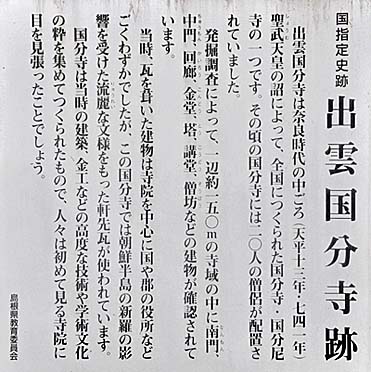 国指定史跡
出雲国分寺跡
出雲国分寺は奈良時代の中ごろ(天平十三年・七四一年)
聖武天皇の詔によって、全国につくられた国分寺・国分尼
寺の一つです。その頃の国分寺には二〇人の僧侶が配置さ
れていました。
発掘調査によって、一辺約一五〇mの寺域の中に南門、
中門、回廊、金堂、塔、講堂、僧坊などの建物が確認されて
います。
当時、瓦を葺いた建物は寺院を中心に国や郡の役所など
ごくわずかでしたが、この国分寺では朝鮮半島の新羅の影
響を受けた流麗な文様をもった軒先瓦が使われています。
国分寺は当時の建築、金工などの高度な技術や学術文化
の粋を集めてつくられたもので、人々は初めて見る寺院に
目を見張ったことでしょう。
島根県教育委員会